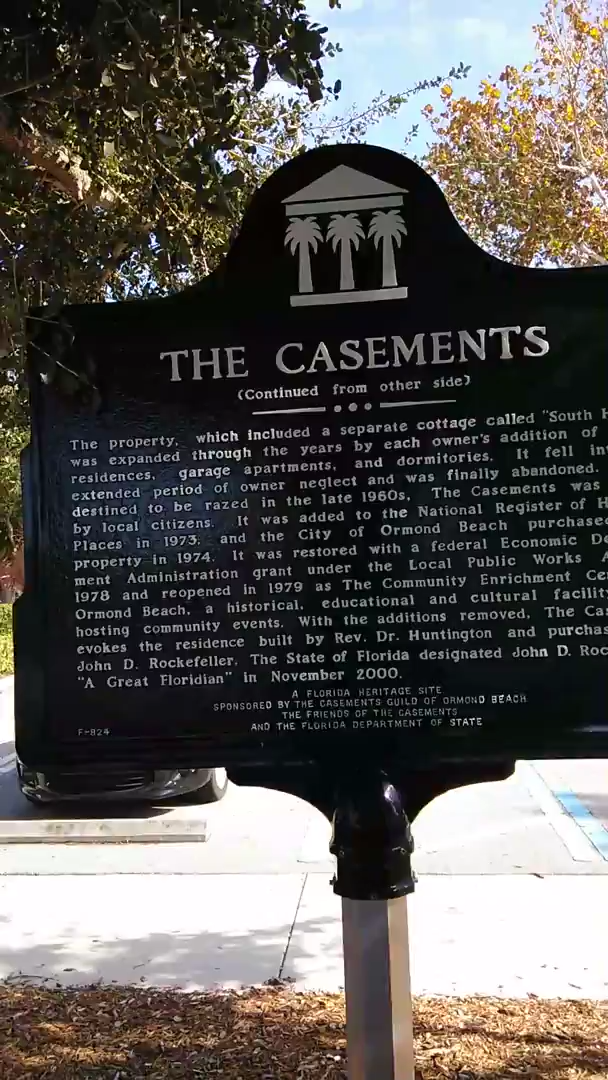 THE CASEMENTS
(Continued from other side)
The property, which included a separate cottage called "South
was expanded through the years by each owner's addition of
residences, garage apartments, and dormitories. It fell
extended period of owner neglect and was finally abandoned.
destined to be razed in the late 1960s, The Casements was
by local citizens. It was added to the National Register of
Places in 1973, and the City of Ormond Beach purchased
property in 1974. It was restored with a federal Economic
ment Administration grant under the Local Public Works
1978 and reopened in 1979 as The Community Enrichment
Ormond Beach, a historical, educational and cultural facility
hosting community events. With the additions removed, The
evokes the residence built by Rev. Dr. Huntington and
John D. Rockefeller. The State of Florida designated John D.
"A Great Floridian" in November 2000.
A FLORIDA HERITAGE SITE
SPONSORED BY THE CASEMENTS GUILD OF ORMOND BEACH
THE FRIENDS OF THE CASEMENTS
F-824 AND THE FLORIDA DEPARTMENT OF STATE